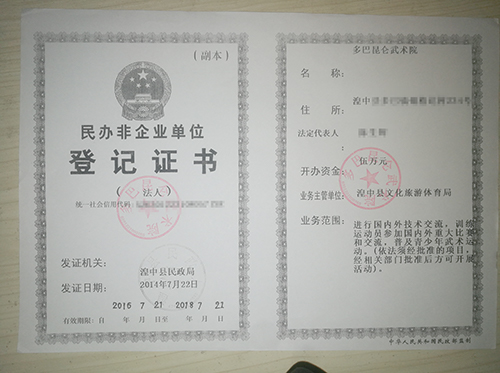 (副本)
民办非企业单位
登记证书
( 法人 )
统一社会信用代码:
发证机关: 湟中县民政局
发证日期: 2014年7月22日
2016 7 21 2018 7 21
有效期限:自 年 月 日至 年 月 日
多巴昆仑武术院
名称:
湟中
住所:
法定代表人
伍万元
开办资金:
业务主管单位: 湟中县文化旅游体育局
业务范围:
进行国内外技术交流,训练
运动员参加国内外重大比赛
和交流,普及青少年武术运
动。(依法须经批准的项目,
经相关部门批准后方可开展
活动)。
中华人民共和国民政部监制